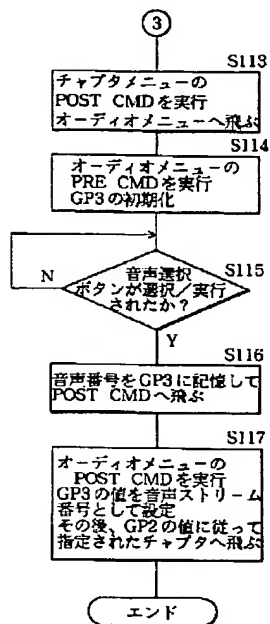 3
S113
チャプタメニューの
POST CMDを実行
オーディオメニューへ飛ぶ
S114
オーディオメニューの
PRE CMDを実行
GP3の初期化
S115
N
音声選択
ボタンが選択/実行
されたか?
Y
S116
音声番号をGP3に記憶して
POST CMDへ飛ぶ
S117
オーディオメニューの
POST CMDを実行
GP3の値を音声ストリーム
番号として設定
その後、GP2の値に従って
指定されたチャプタへ飛ぶ
エンド